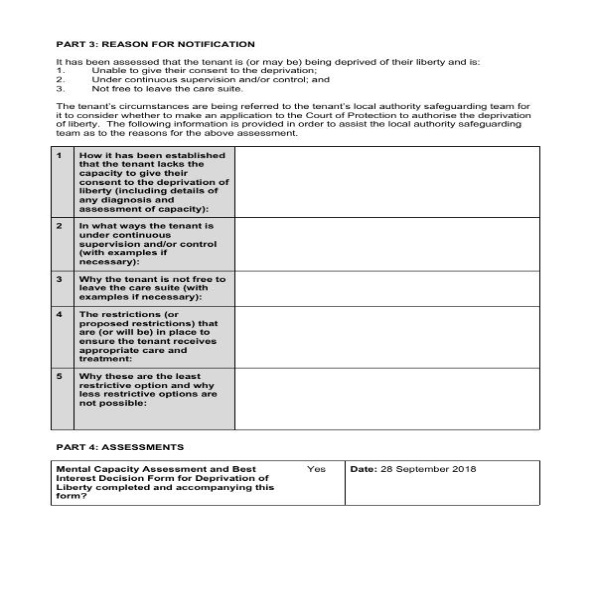 PART 3: REASON FOR NOTIFICATION
It has been assessed that the tenant is (or may be) being deprived of their liberty and is:
1. Unable to give their consent to the deprivation;
2. Under continuous supervision and/or control; and
3. Not free to leave the care suite.
The tenant's circumstances are being referred to the tenant's local authority safeguarding team for
it to consider whether to make an application to the Court of Protection to authorise the deprivation
of liberty. The following information is provided in order to assist the local authority safeguarding
team as to the reasons for the above assessment.
1 How it has been established
that the tenant lacks the
capacity to give their
consent to the deprivation of
liberty (including details of
any diagnosis and
assessment of capacity):
2 In what ways the tenant is
under continuous
supervision and/or control
(with examples if
necessary):
3 Why the tenant is not free to
leave the care suite (with
examples if necessary):
4 The restrictions (or
proposed restrictions) that
are (or will be) in place to
ensure the tenant receives
appropriate care and
treatment:
5 Why these are the least
restrictive option and why
less restrictive options are
not possible:
PART 4: ASSESSMENTS
Mental Capacity Assessment and Best Yes Date: 28 September 2018
Interest Decision Form for Deprivation of
Liberty completed and accompanying this
form?